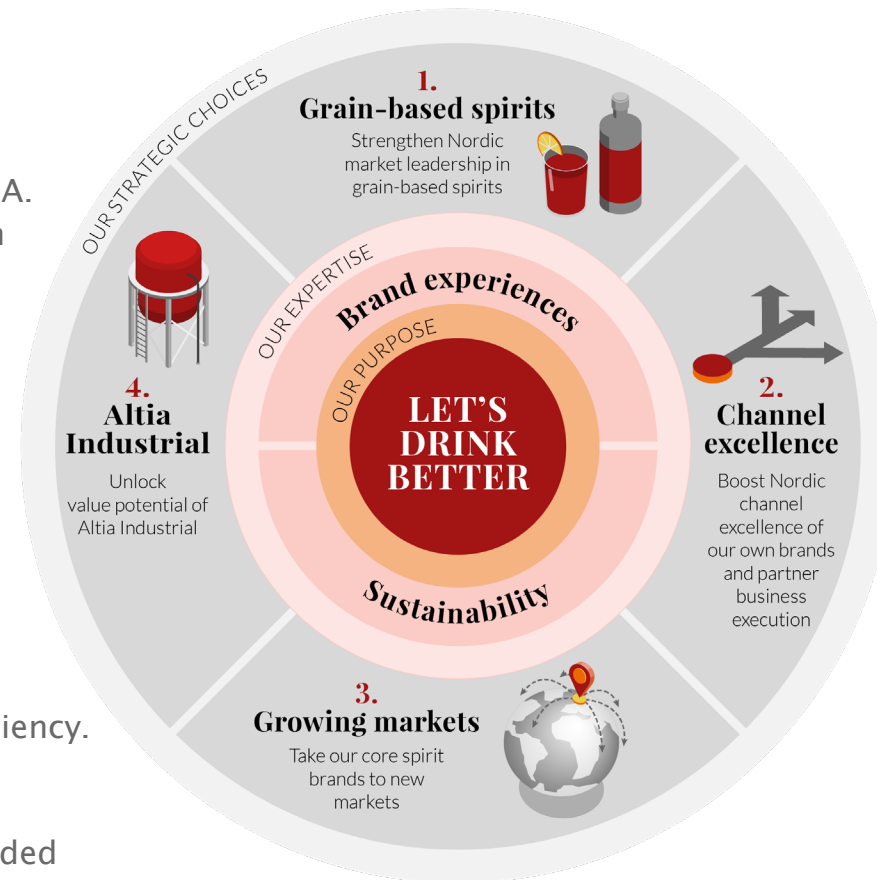 A.
OUR STRATEGIC CHOICES
1.
Grain-based spirits
Strengthen Nordic
market leadership in
grain-based spirits
OUR EXPERTISE
Brand experiences
OUR PURPOSE
LET'S
DRINK
BETTER
Sustainability
2.
Channel
excellence
Boost Nordic
channel
excellence of
our own brands
and partner
business
execution
3.
Growing markets
Take our core spirit
brands to new
markets
4.
Altia
Industrial
Unlock
value potential of
Altia Industrial
iency.
ded